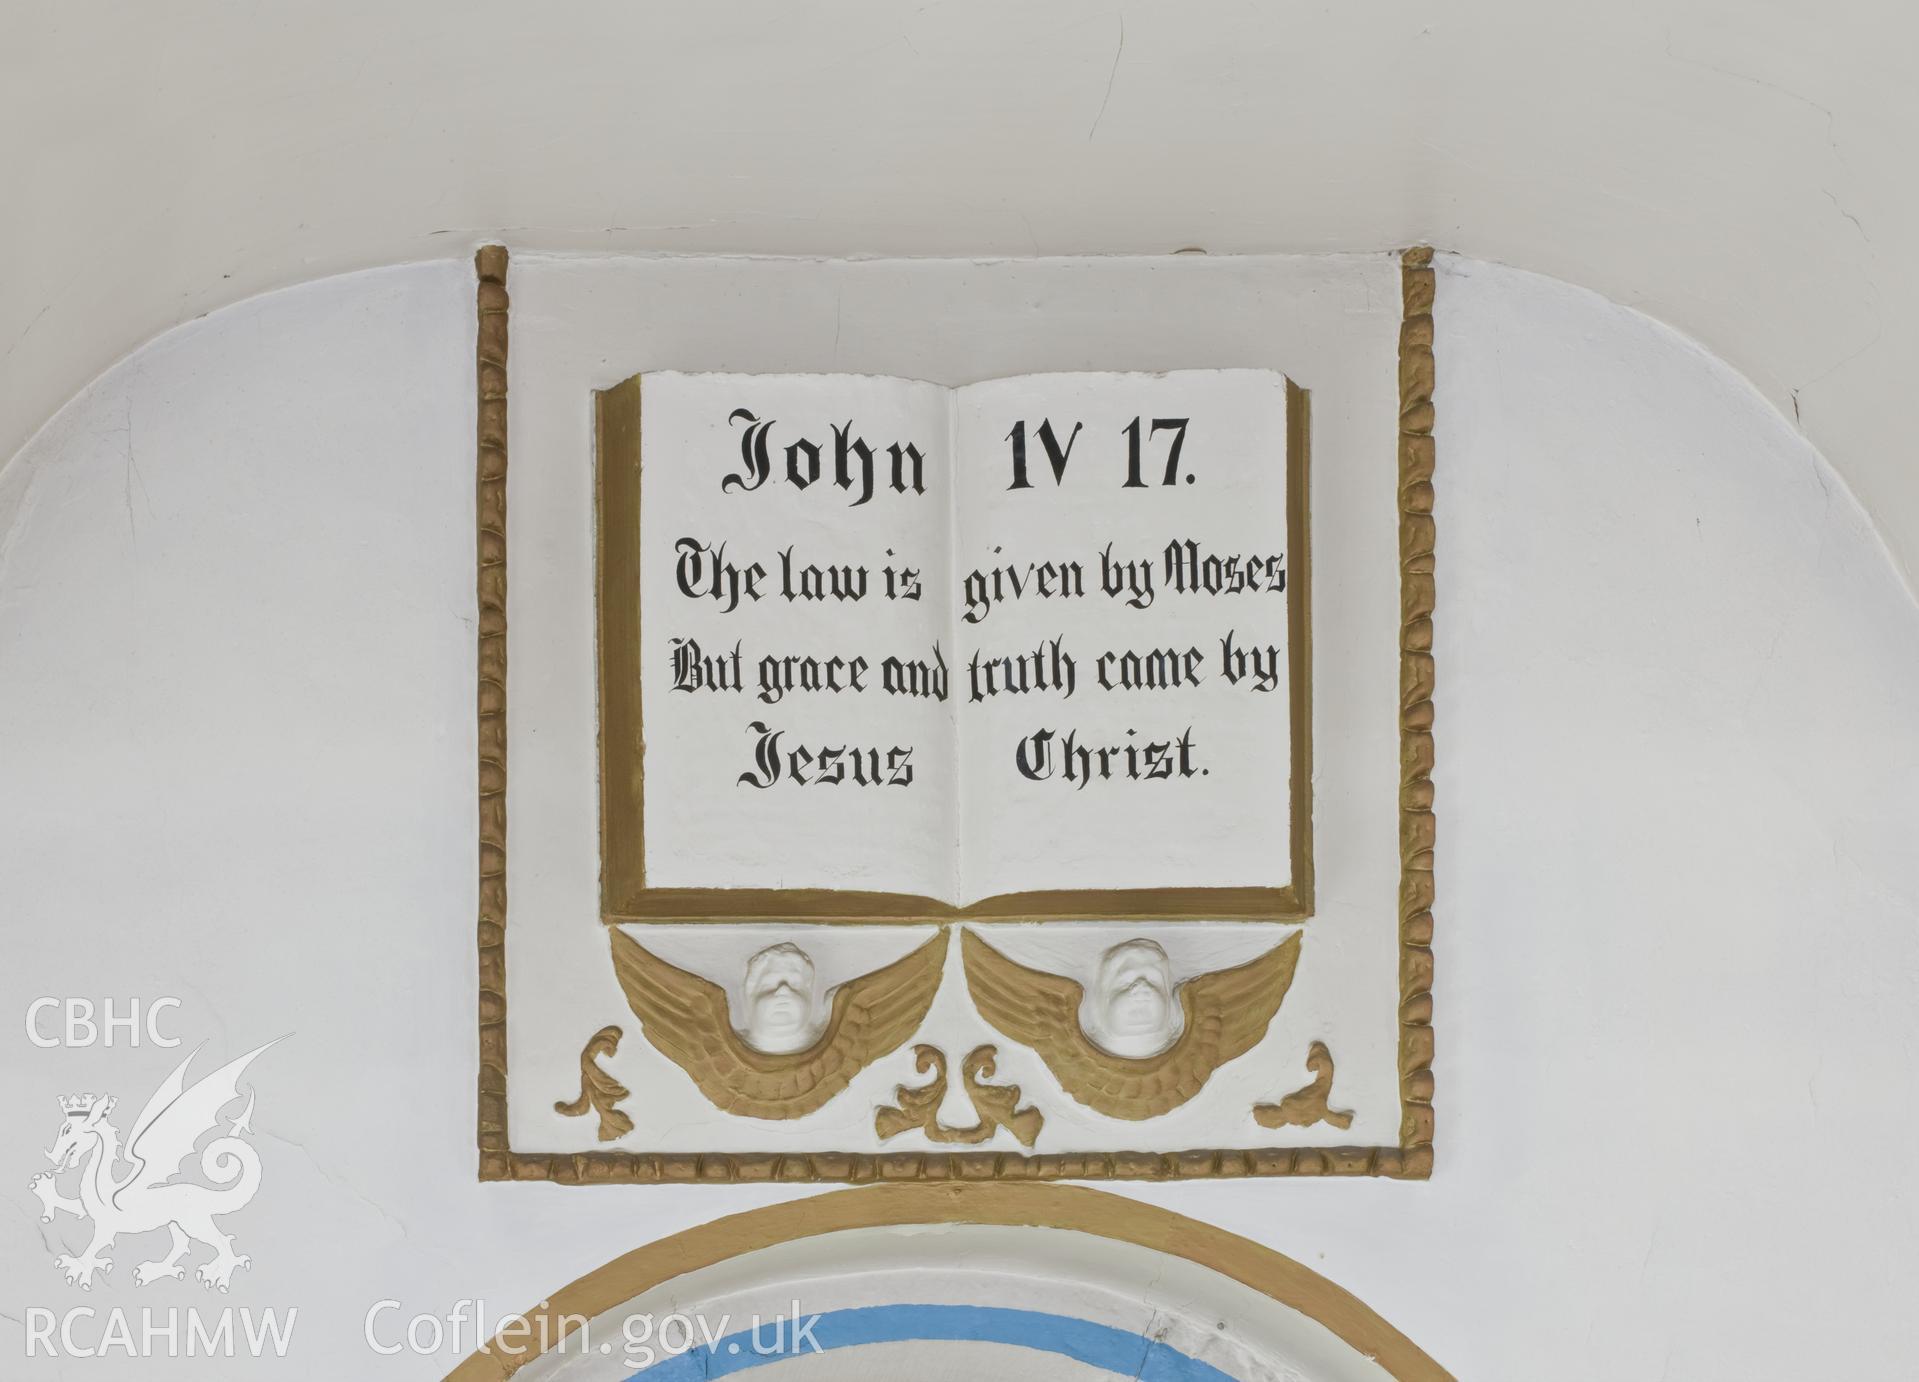 John 1V 17.
The law is given by Moses
But grace and truth came by
Jesus Christ.
CBHC
RCAHMW Coflein.gov.uk